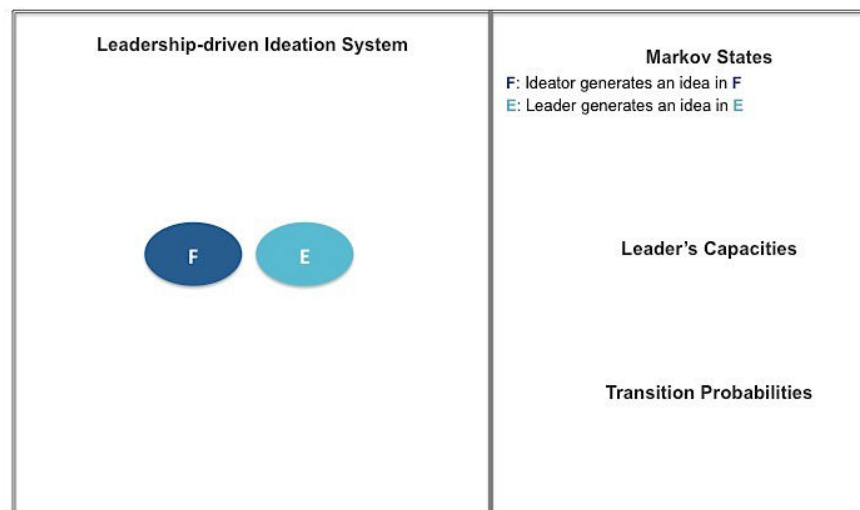 Leadership-driven Ideation System
F
E
Markov States
F: Ideator generates an idea in F
E: Leader generates an idea in E
Leader's Capacities
Transition Probabilities